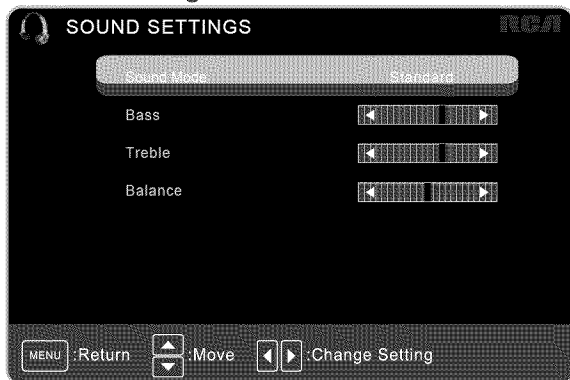 SOUND SETTINGS RCA
Sound Mode Standard
Bass
Treble
Balance
MENU :Return :Move :Change Setting